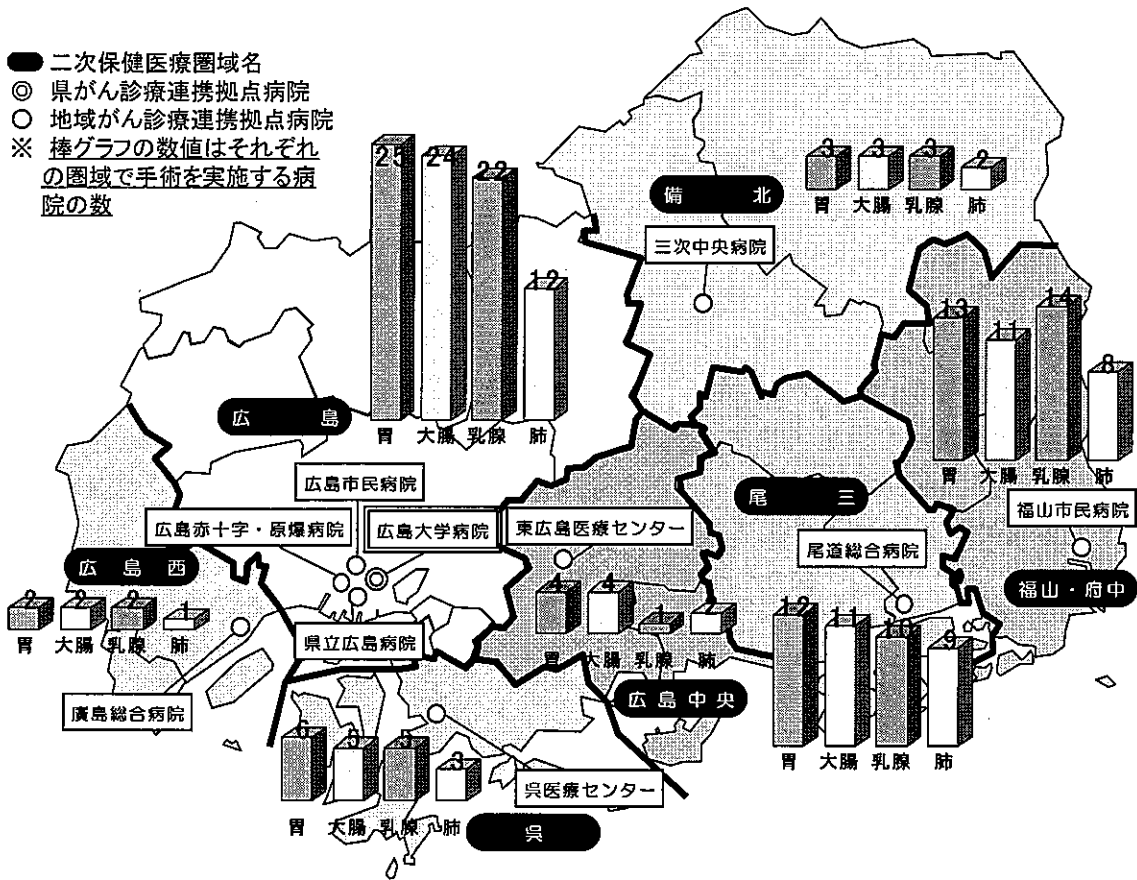 二次保健医療圏域名
◎ 県がん診療連携拠点病院
○ 地域がん診療連携拠点病院
※ 棒グラフの数値はそれぞれ
の圏域で手術を実施する病
院の数
25 24 22 12
胃 大腸 乳腺 肺
広島
3 3 3 2
胃 大腸 乳腺 肺
備北
三次中央病院
13 11 14 8
胃 大腸 乳腺 肺
福山市民病院
福山・府中
尾三
尾道総合病院
12 11 10 9
胃 大腸 乳腺 肺
広島市民病院
広島赤十字・原爆病院
広島大学病院
県立広島病院
東広島医療センター
4 4 1 2
胃 大腸 乳腺 肺
広島中央
広島西
2 2 2 1
胃 大腸 乳腺 肺
廣島総合病院
6 5 5 3
胃 大腸 乳腺 肺
呉医療センター
呉